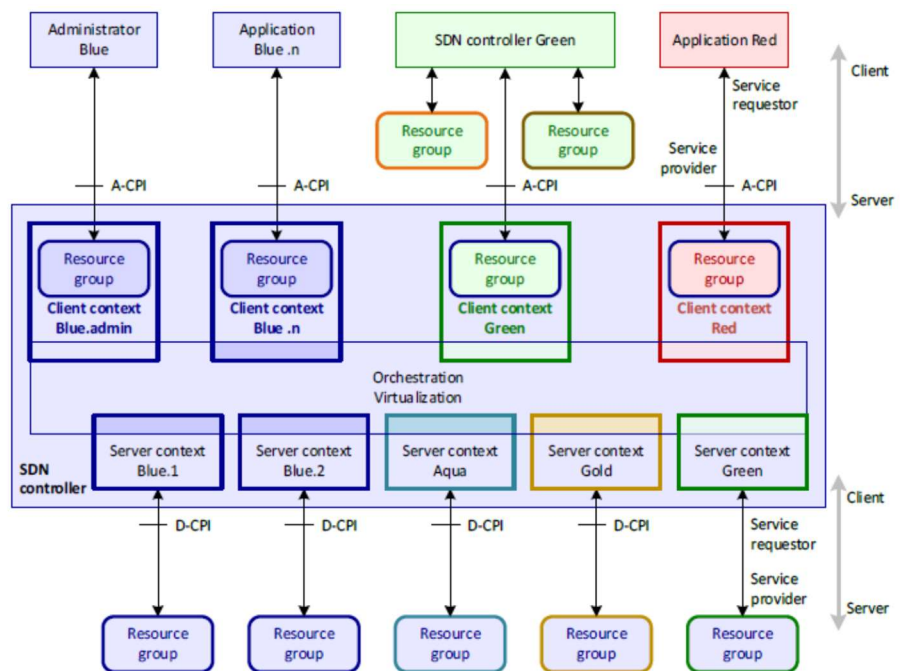 Administrator
Blue
Application
Blue .n
SDN controller Green
Application Red
Client
Service
requestor
Resource
group
Resource
group
Service
provider
A-CPI
A-CPI
A-CPI
A-CPI
Server
Resource
group
Resource
group
Resource
group
Resource
group
Client context
Blue.admin
Client context
Blue .n
Client context
Green
Client context
Red
Orchestration
Virtualization
SDN
controller
Server context
Blue.1
Server context
Blue.2
Server context
Aqua
Server context
Gold
Server context
Green
Client
D-CPI
D-CPI
D-CPI
D-CPI
Service
requestor
Service
provider
Server
Resource
group
Resource
group
Resource
group
Resource
group
Resource
group